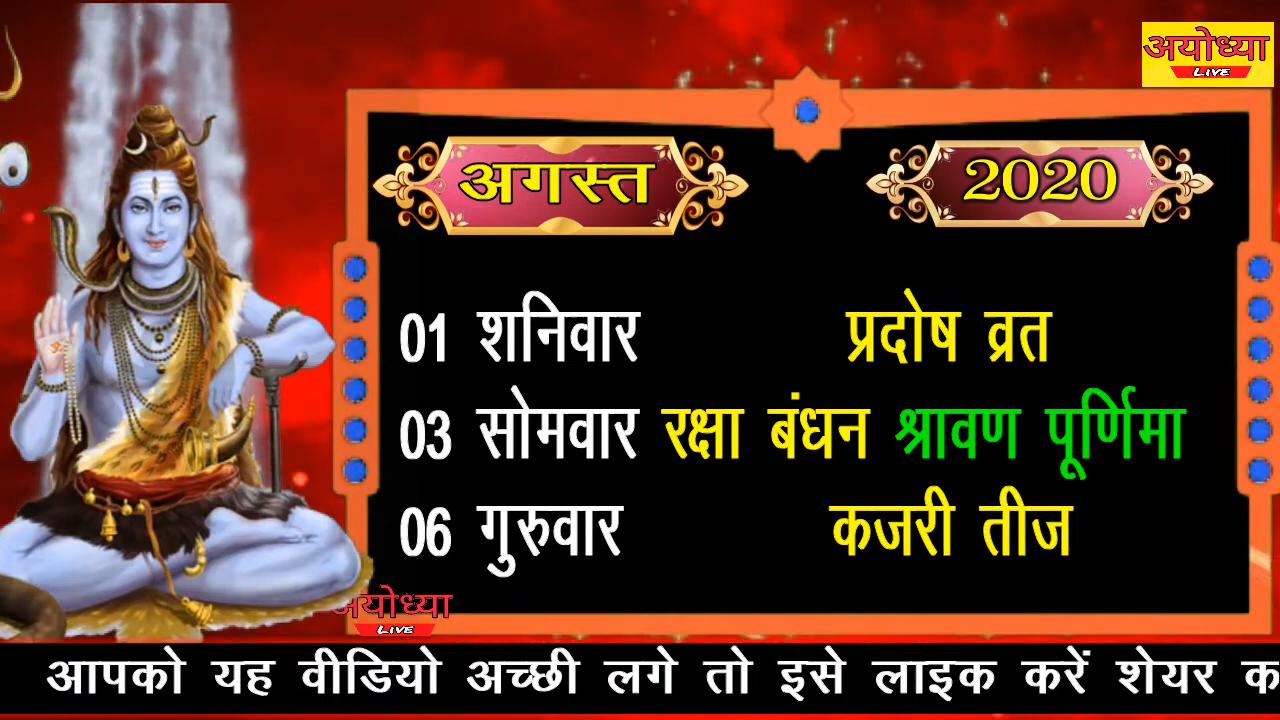 अयोध्या
LIVE
अगस्त 2020
01 शनिवार प्रदोष व्रत
03 सोमवार रक्षा बंधन श्रावण पूर्णिमा
06 गुरुवार कजरी तीज
अयोध्या
LIVE
आपको यह वीडियो अच्छी लगे तो इसे लाइक करें शेयर